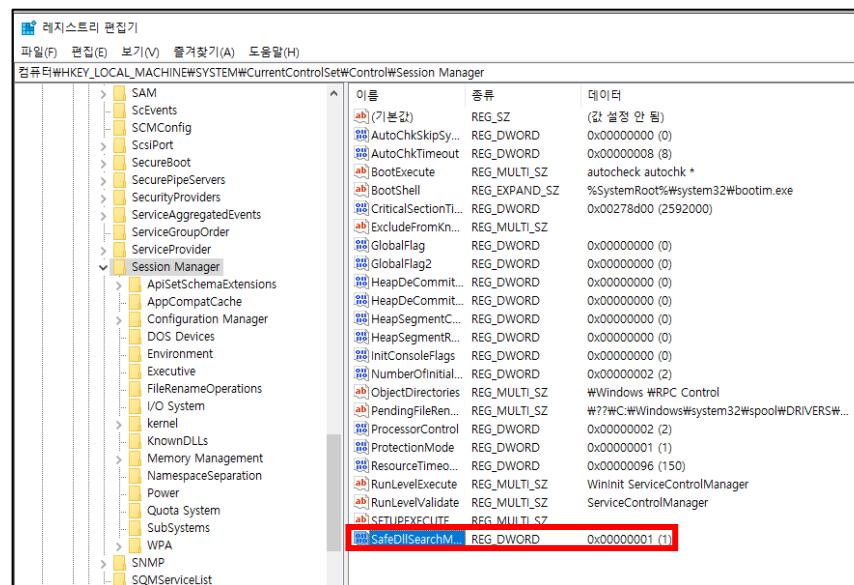 레지스트리 편집기
파일(F) 편집(E) 보기(V) 즐겨찾기(A) 도움말(H)
컴퓨터₩HKEY_LOCAL_MACHINE₩SYSTEM₩CurrentControlSet₩Control₩Session Manager
SAM
ScEvents
SCMConfig
ScsiPort
SecureBoot
SecurePipeServers
SecurityProviders
ServiceAggregatedEvents
ServiceGroupOrder
ServiceProvider
Session Manager
ApiSetSchemaExtensions
AppCompatCache
Configuration Manager
DOS Devices
Environment
Executive
FileRenameOperations
I/O System
kernel
KnownDLLs
Memory Management
NamespaceSeparation
Power
Quota System
SubSystems
WPA
SNMP
SQMServiceList
이름 종류 데이터
(기본값) REG_SZ (값 설정 안 됨)
AutoChkSkipSy... REG_DWORD 0x00000000 (0)
AutoChkTimeout REG_DWORD 0x00000008 (8)
BootExecute REG_MULTI_SZ autocheck autochk *
BootShell REG_EXPAND_SZ %SystemRoot%₩system32₩bootim.exe
CriticalSectionTi... REG_DWORD 0x00278d00 (2592000)
ExcludeFromKn... REG_MULTI_SZ
GlobalFlag REG_DWORD 0x00000000 (0)
GlobalFlag2 REG_DWORD 0x00000000 (0)
HeapDeCommit... REG_DWORD 0x00000000 (0)
HeapDeCommit... REG_DWORD 0x00000000 (0)
HeapSegmentC... REG_DWORD 0x00000000 (0)
HeapSegmentR... REG_DWORD 0x00000000 (0)
InitConsoleFlags REG_DWORD 0x00000000 (0)
NumberOfInitial... REG_DWORD 0x00000002 (2)
ObjectDirectories REG_MULTI_SZ ₩Windows ₩RPC Control
PendingFileRen... REG_MULTI_SZ ₩??₩C:₩Windows₩system32₩spool₩DRIVERS₩...
ProcessorControl REG_DWORD 0x00000002 (2)
ProtectionMode REG_DWORD 0x00000001 (1)
ResourceTimeo... REG_DWORD 0x00000096 (150)
RunLevelExecute REG_MULTI_SZ WinInit ServiceControlManager
RunLevelValidate REG_MULTI_SZ ServiceControlManager
SETUPEXECUTE REG_MULTI_SZ
SafeDllSearchM... REG_DWORD 0x00000001 (1)